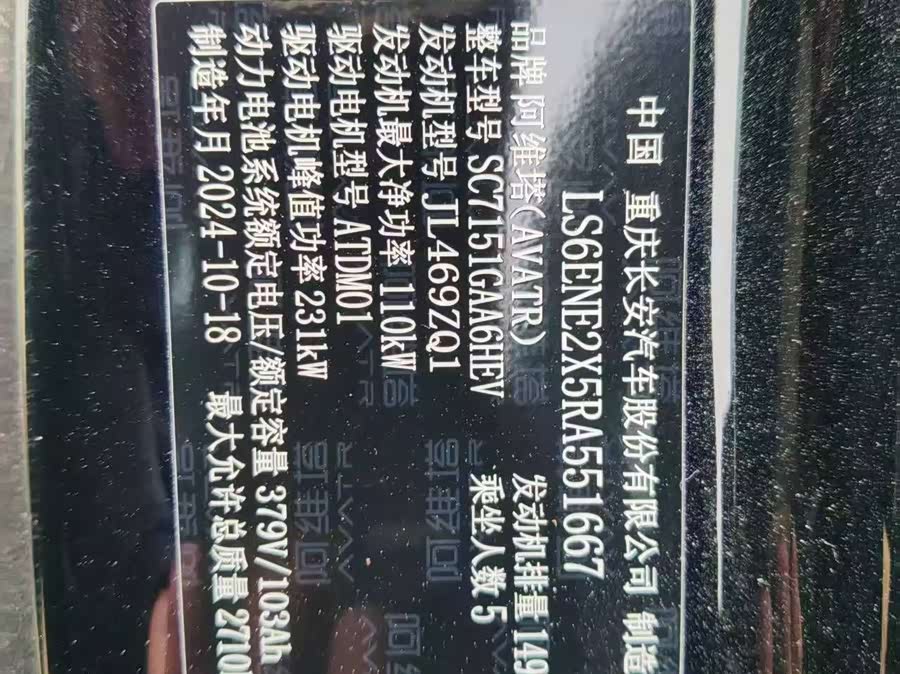 中国 重庆长安汽车股份有限公司 制造
LS6ENE2X5RA551667
品牌 阿维塔(AVATR)
整车型号 SC7151GAA6HEV 发动机排量 149
发动机型号 JL469ZQ1 乘坐人数 5
发动机最大净功率 110kW
驱动电机型号 ATDM01
驱动电机峰值功率 231kW
动力电池系统额定电压/额定容量 379V/103Ah
制造年月 2024-10-18 最大允许总质量 2710